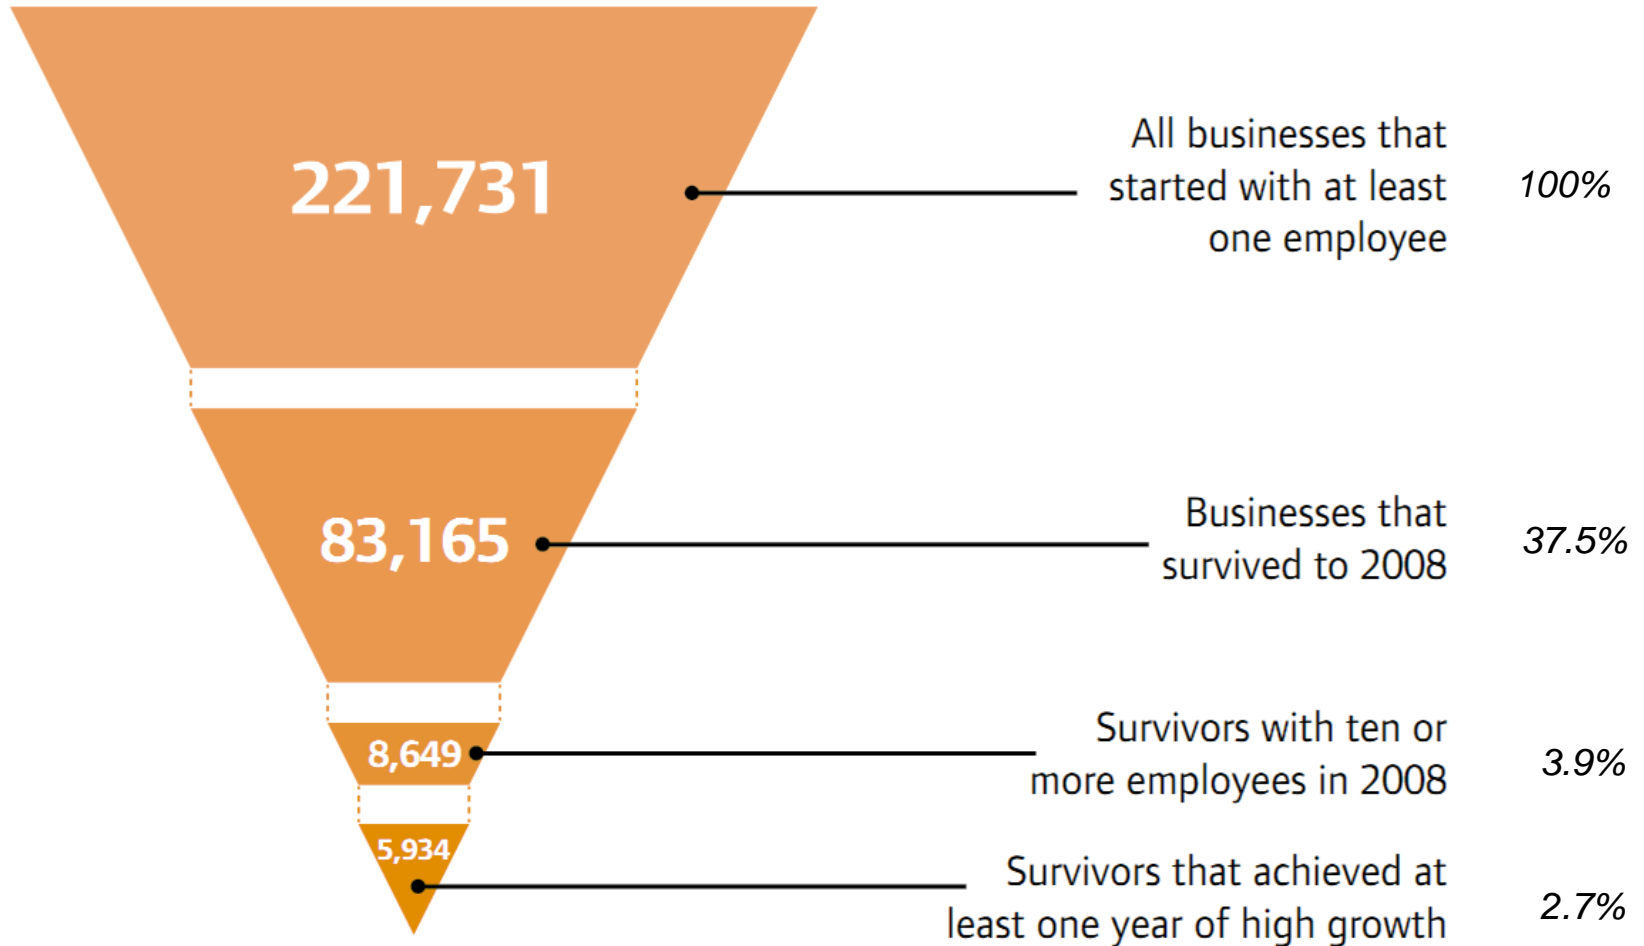 221,731
All businesses that
started with at least
one employee
100%
83,165
Businesses that
survived to 2008
37.5%
8,649
Survivors with ten or
more employees in 2008
3.9%
5,934
Survivors that achieved at
least one year of high growth
2.7%